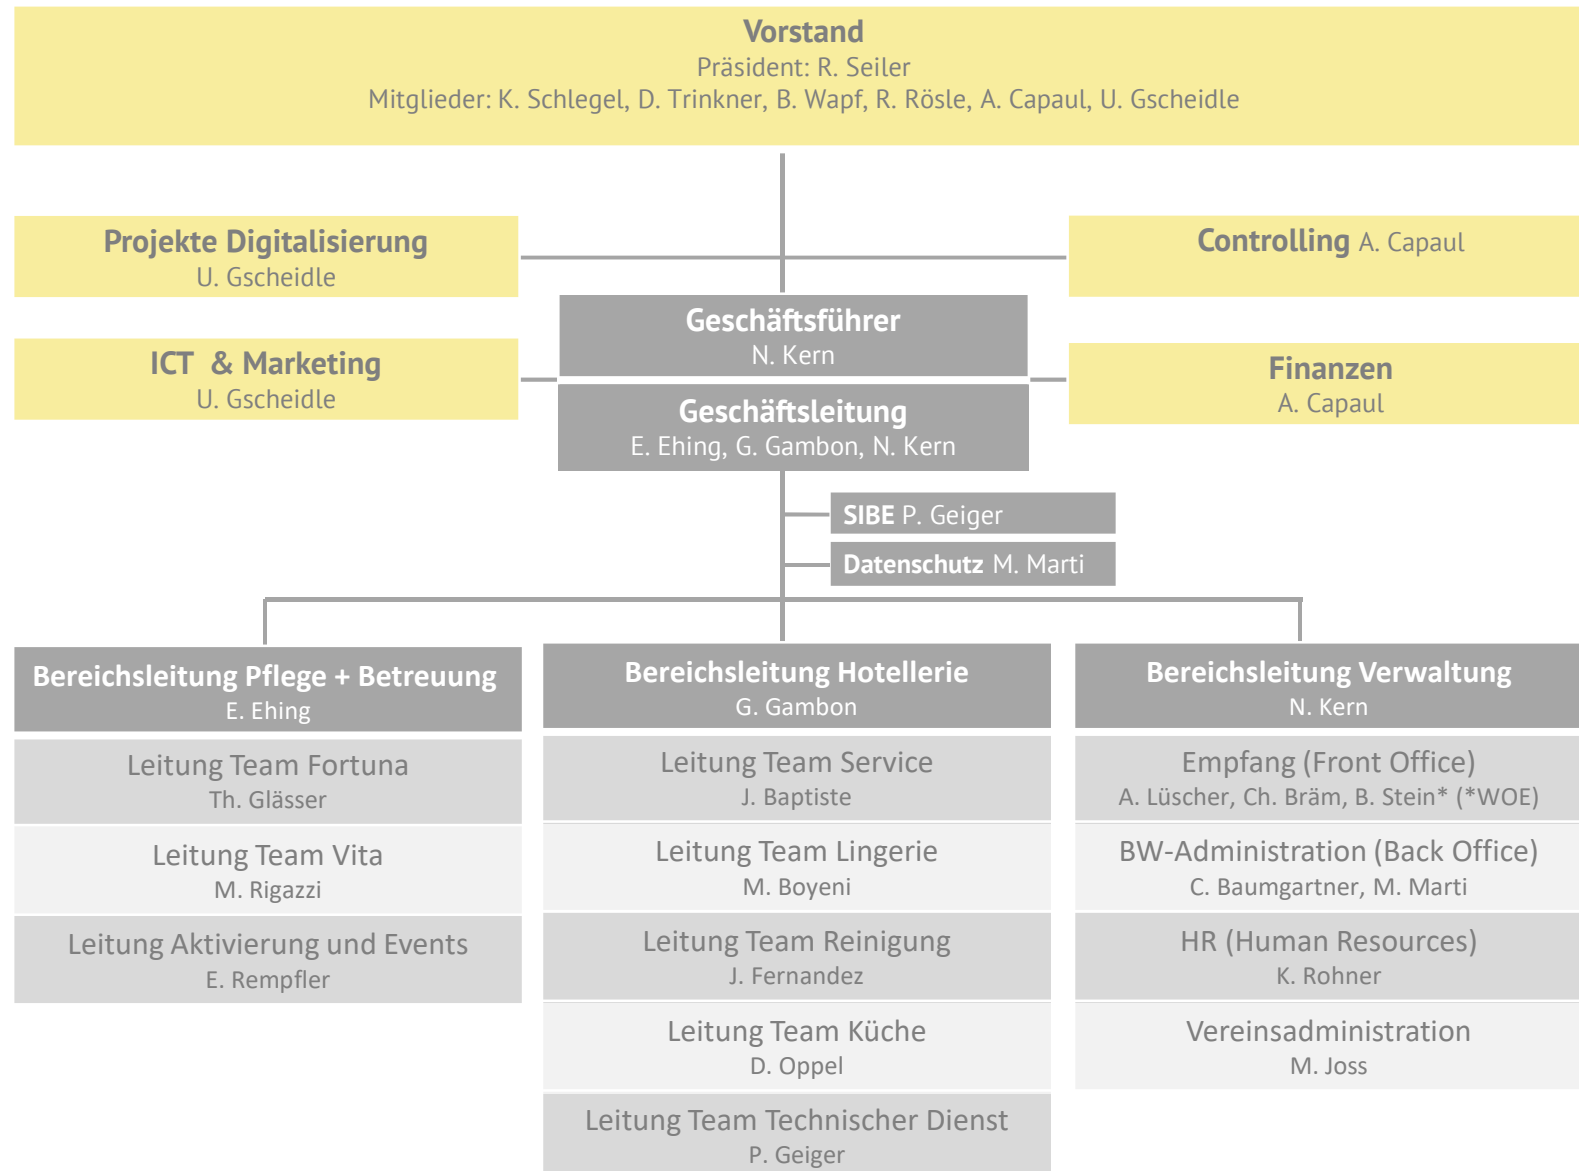 Vorstand
Präsident: R. Seiler
Mitglieder: K. Schlegel, D. Trinkner, B. Wapf, R. Rösle, A. Capaul, U. Gscheidle
Projekte Digitalisierung
U. Gscheidle
Controlling A. Capaul
Geschäftsführer
N. Kern
ICT & Marketing
U. Gscheidle
Finanzen
A. Capaul
Geschäftsleitung
E. Ehing, G. Gambon, N. Kern
SIBE P. Geiger
Datenschutz M. Marti
Bereichsleitung Pflege + Betreuung
E. Ehing
Leitung Team Fortuna
Th. Glässer
Leitung Team Vita
M. Rigazzi
Leitung Aktivierung und Events
E. Rempfler
Bereichsleitung Hotellerie
G. Gambon
Leitung Team Service
J. Baptiste
Leitung Team Lingerie
M. Boyeni
Leitung Team Reinigung
J. Fernandez
Leitung Team Küche
D. Oppel
Leitung Team Technischer Dienst
P. Geiger
Bereichsleitung Verwaltung
N. Kern
Empfang (Front Office)
A. Lüscher, Ch. Bräm, B. Stein* (*WOE)
BW-Administration (Back Office)
C. Baumgartner, M. Marti
HR (Human Resources)
K. Rohner
Vereinsadministration
M. Joss